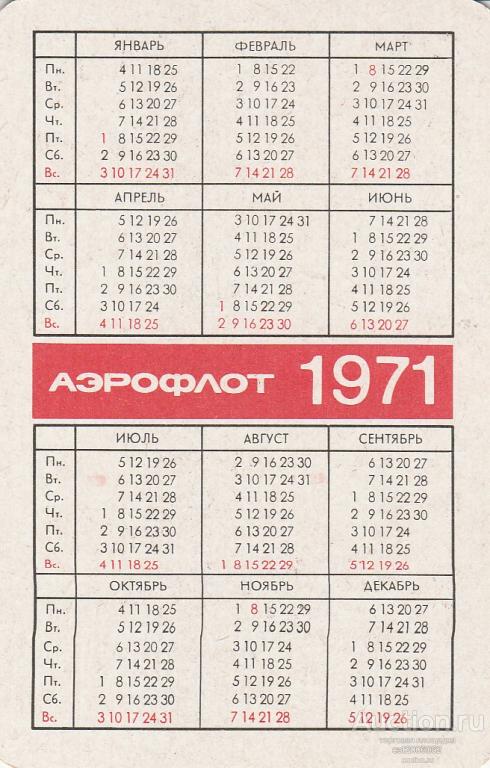 ЯНВАРЬ ФЕВРАЛЬ МАРТ
Пн. 4 11 18 25 1 8 15 22 1 8 15 22 29
Вт. 5 12 19 26 2 9 16 23 2 9 16 23 30
Ср. 6 13 20 27 3 10 17 24 3 10 17 24 31
Чт. 7 14 21 28 4 11 18 25 4 11 18 25
Пт. 1 8 15 22 29 5 12 19 26 5 12 19 26
Сб. 2 9 16 23 30 6 13 20 27 6 13 20 27
Вс. 3 10 17 24 31 7 14 21 28 7 14 21 28
АПРЕЛЬ МАЙ ИЮНЬ
Пн. 5 12 19 26 3 10 17 24 31 7 14 21 28
Вт. 6 13 20 27 4 11 18 25 1 8 15 22 29
Ср. 7 14 21 28 5 12 19 26 2 9 16 23 30
Чт. 1 8 15 22 29 6 13 20 27 3 10 17 24
Пт. 2 9 16 23 30 7 14 21 28 4 11 18 25
Сб. 3 10 17 24 1 8 15 22 29 5 12 19 26
Вс. 4 11 18 25 2 9 16 23 30 6 13 20 27
АЭРОФЛОТ 1971
ИЮЛЬ АВГУСТ СЕНТЯБРЬ
Пн. 5 12 19 26 2 9 16 23 30 6 13 20 27
Вт. 6 13 20 27 3 10 17 24 31 7 14 21 28
Ср. 7 14 21 28 4 11 18 25 1 8 15 22 29
Чт. 1 8 15 22 29 5 12 19 26 2 9 16 23 30
Пт. 2 9 16 23 30 6 13 20 27 3 10 17 24
Сб. 3 10 17 24 31 7 14 21 28 4 11 18 25
Вс. 4 11 18 25 1 8 15 22 29 5 12 19 26
ОКТЯБРЬ НОЯБРЬ ДЕКАБРЬ
Пн. 4 11 18 25 1 8 15 22 29 6 13 20 27
Вт. 5 12 19 26 2 9 16 23 30 7 14 21 28
Ср. 6 13 20 27 3 10 17 24 1 8 15 22 29
Чт. 7 14 21 28 4 11 18 25 2 9 16 23 30
Пт. 1 8 15 22 29 5 12 19 26 3 10 17 24 31
Сб. 2 9 16 23 30 6 13 20 27 4 11 18 25
Вс. 3 10 17 24 31 7 14 21 28 5 12 19 26
Auction.ru